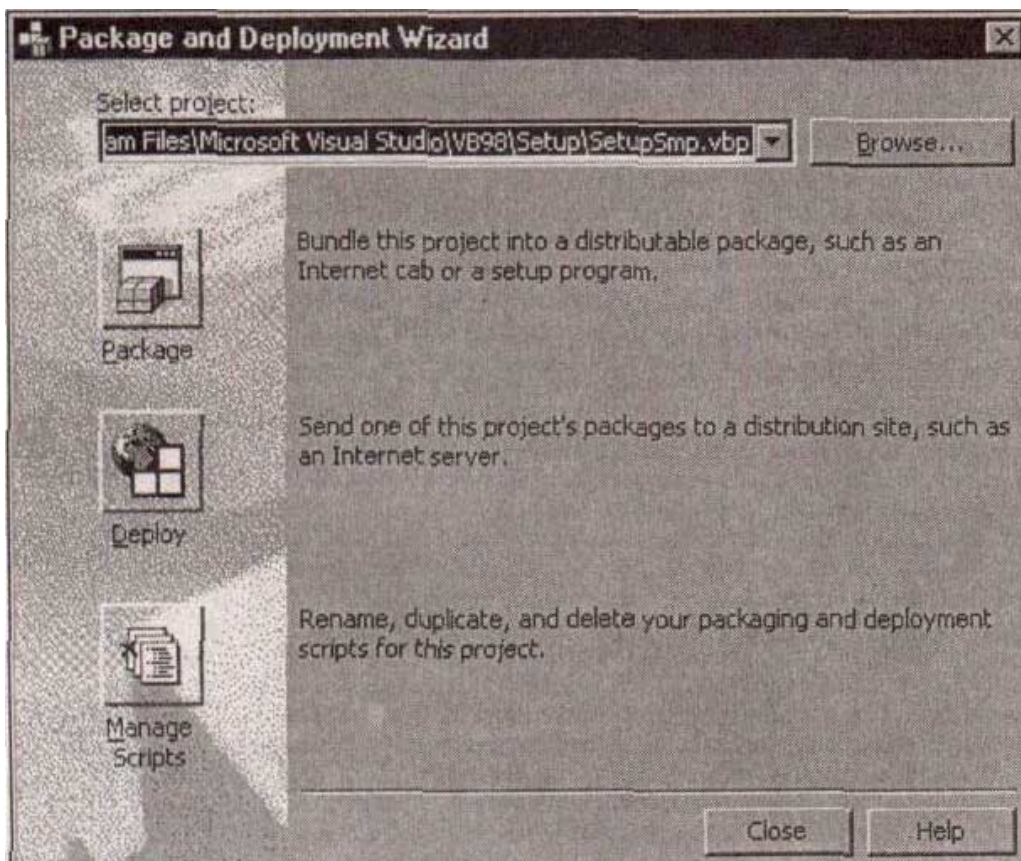 Package and Deployment Wizard
Select project:
am Files\Microsoft Visual Studio\VB98\Setup\SetupSmp.vbp
Browse...
Bundle this project into a distributable package, such as an
Internet cab or a setup program.
Package
Send one of this project's packages to a distribution site, such as
an Internet server.
Deploy
Rename, duplicate, and delete your packaging and deployment
scripts for this project.
Manage
Scripts
Close
Help